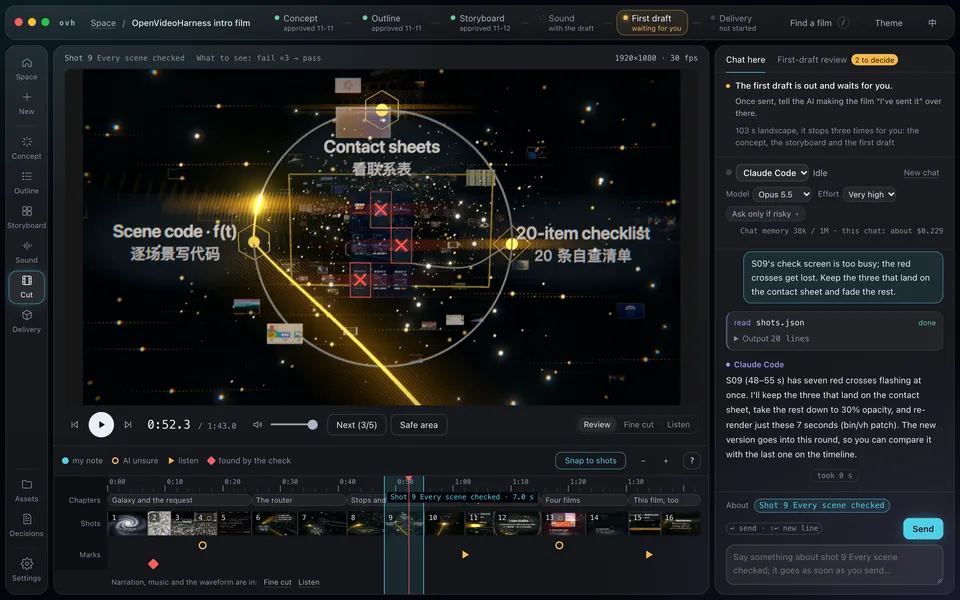 ovh
Space / OpenVideoHarness intro film
Concept
approved 11-11
Outline
approved 11-11
Storyboard
approved 11-12
Sound
with the draft
First draft
waiting for you
Delivery
not started
Find a film /
Theme
中
Space
New
Concept
Outline
Storyboard
Sound
Cut
Delivery
Assets
Decisions
Settings
Shot 9 Every scene checked What to see: fail ×3 → pass
1920×1080 · 30 fps
Contact sheets
看联系表
Scene code · f(t)
逐场景写代码
20-item checklist
20 条自查清单
0:52.3 / 1:43.0
Next (3/5)
Safe area
Review
Fine cut
Listen
my note
AI unsure
listen
found by the check
Snap to shots
−
+
?
0:00 0:10 0:20 0:30 0:40 0:50 1:00 1:10 1:20 1:30
Chapters
Galaxy and the request
The router
Stops and
Shot 9 Every scene checked · 7.0 s
Four films
This film, too
Shots
1 2 3 4 5 6 7 8 9 10 11 12 13 14 15 16
Marks
Narration, music and the waveform are in: Fine cut Listen
Chat here
First-draft review 2 to decide
The first draft is out and waits for you.
Once sent, tell the AI making the film “I've sent it” over
there.
103 s landscape, it stops three times for you: the
concept, the storyboard and the first draft
Claude Code
Idle
New chat
Model Opus 5.5 Effort Very high
Ask only if risky
Chat memory 38k / 1M · this chat: about $0.229
S09's check screen is too busy; the red
crosses get lost. Keep the three that land on
the contact sheet and fade the rest.
read shots.json done
Output 20 lines
Claude Code
S09 (48–55 s) has seven red crosses flashing at
once. I'll keep the three that land on the contact
sheet, take the rest down to 30% opacity, and re-
render just these 7 seconds (bin/vh patch). The new
version goes into this round, so you can compare it
with the last one on the timeline.
took 0 s
About Shot 9 Every scene checked
↵ send · ⇧↵ new line
Send
Say something about shot 9 Every scene
checked; it goes as soon as you send…